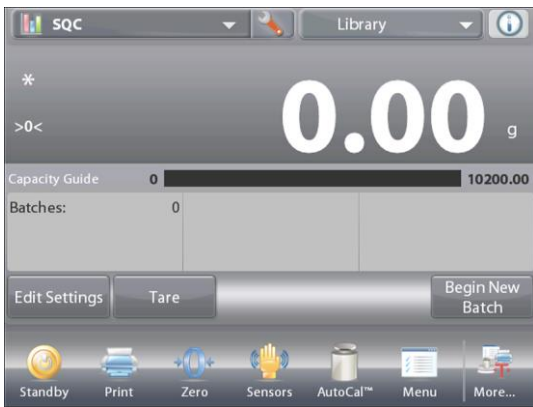 SQC
Library
*
>0<
0.00 g
Capacity Guide 0 10200.00
Batches: 0
Edit Settings
Tare
Begin New
Batch
Standby
Print
Zero
Sensors
AutoCal™
Menu
More...